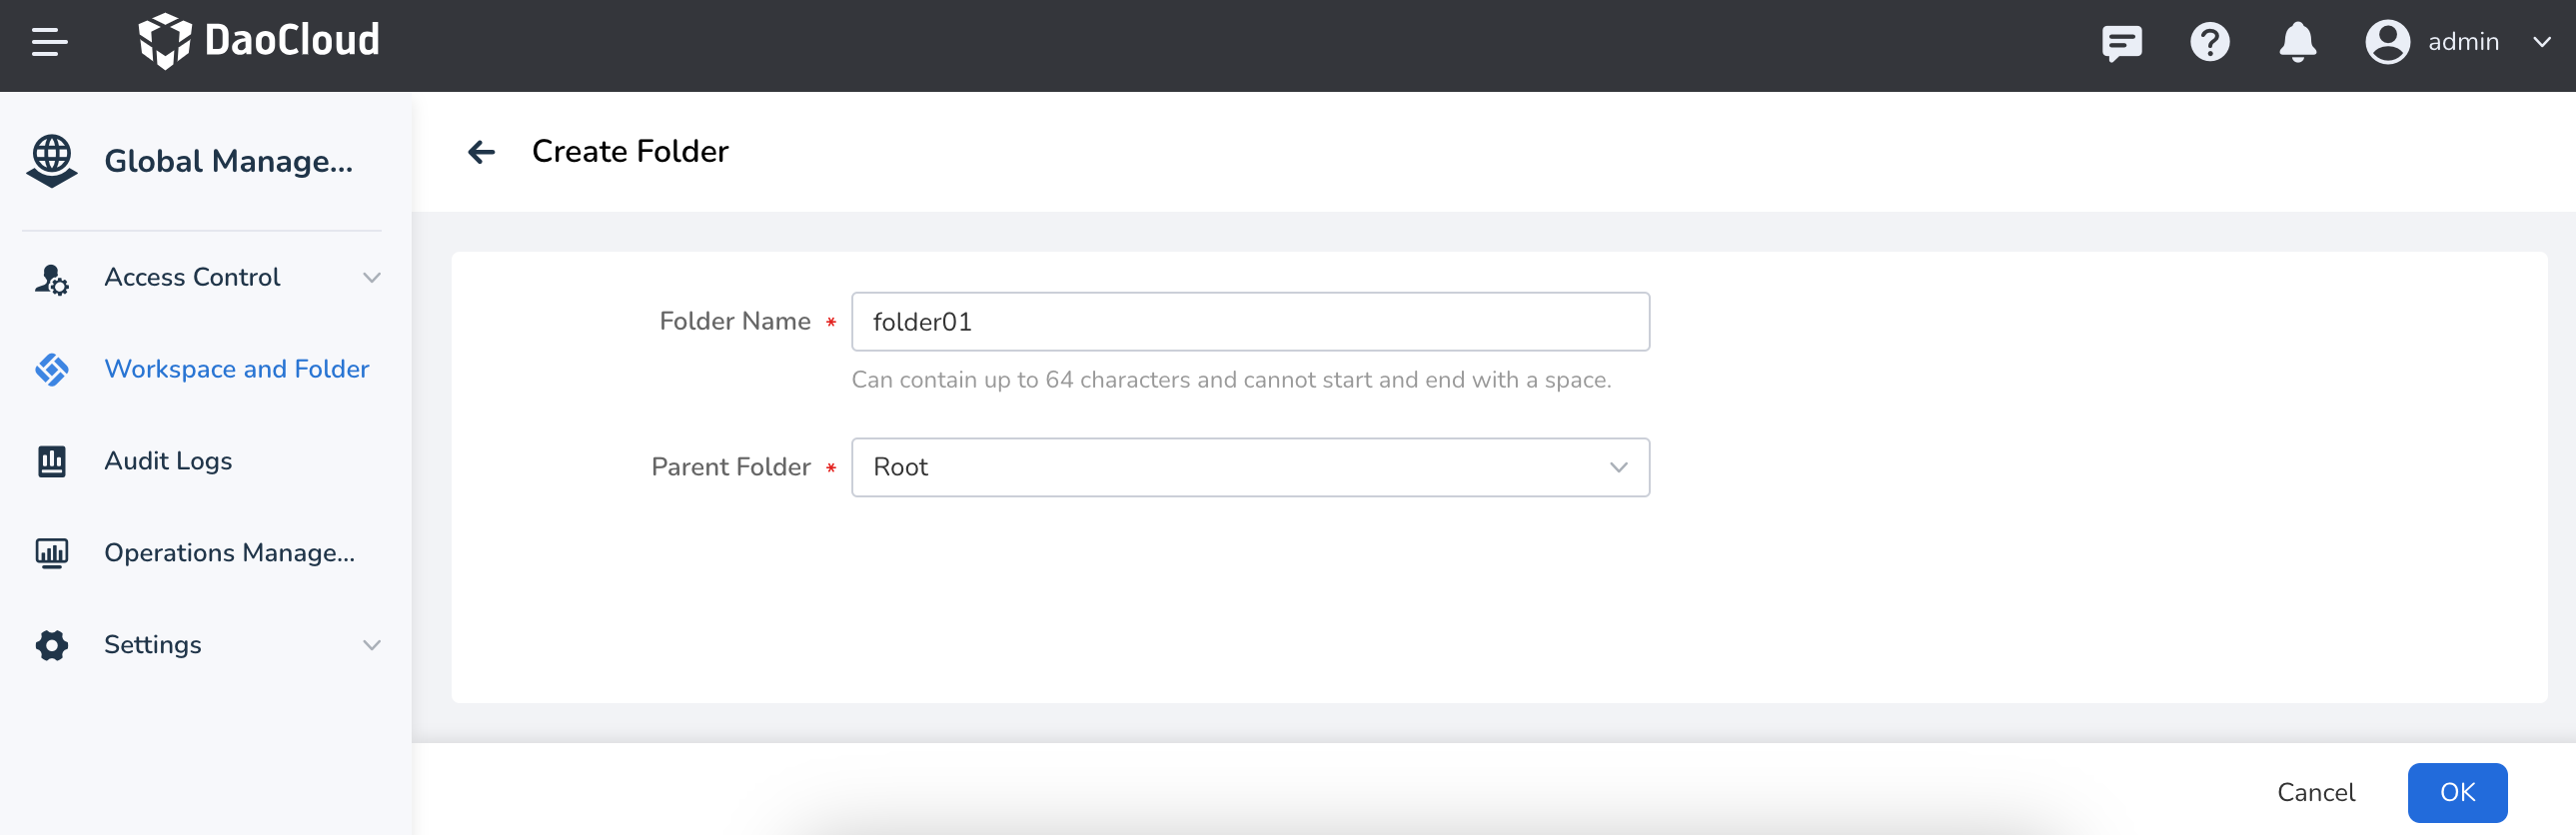 DaoCloud
admin
Global Manage...
Access Control
Workspace and Folder
Audit Logs
Operations Manage...
Settings
Create Folder
Folder Name * folder01
Can contain up to 64 characters and cannot start and end with a space.
Parent Folder * Root
Cancel OK